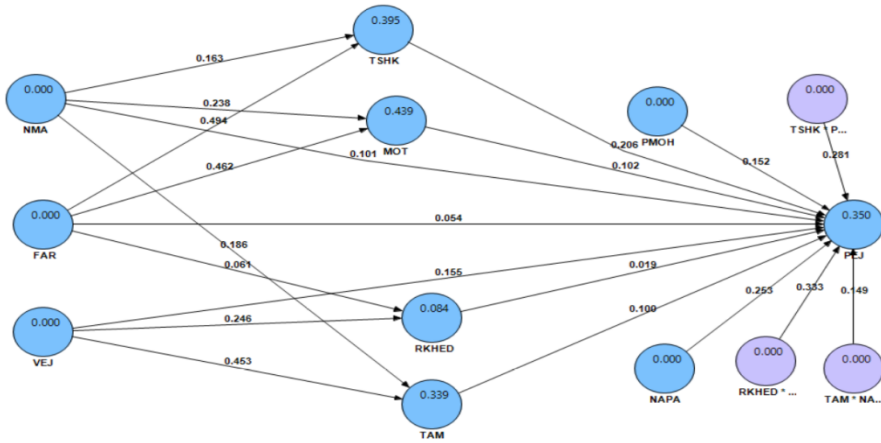 0.395
TSHK
0.163
0.000
NMA
0.238
0.494
0.439
MOT
0.462
0.101
0.000
PMOH
0.000
TSHK * P...
0.206
0.102
0.152
0.281
0.000
FAR
0.054
0.350
PEJ
0.186
0.061
0.155
0.019
0.246
0.084
RKHED
0.000
VEJ
0.453
0.100
0.253
0.333
0.149
0.339
TAM
0.000
NAPA
0.000
RKHED * ...
0.000
TAM * NA...